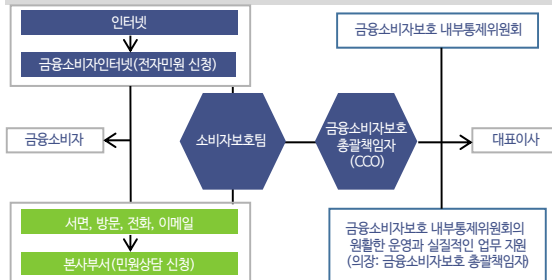 인터넷
금융소비자인터넷(전자민원 신청)
금융소비자보호 내부통제위원회
금융소비자
소비자보호팀
금융소비자보호
총괄책임자
(CCO)
대표이사
서면, 방문, 전화, 이메일
본사부서(민원상담 신청)
금융소비자보호 내부통제위원회의
원활한 운영과 실질적인 업무 지원
(의장: 금융소비자보호 총괄책임자)